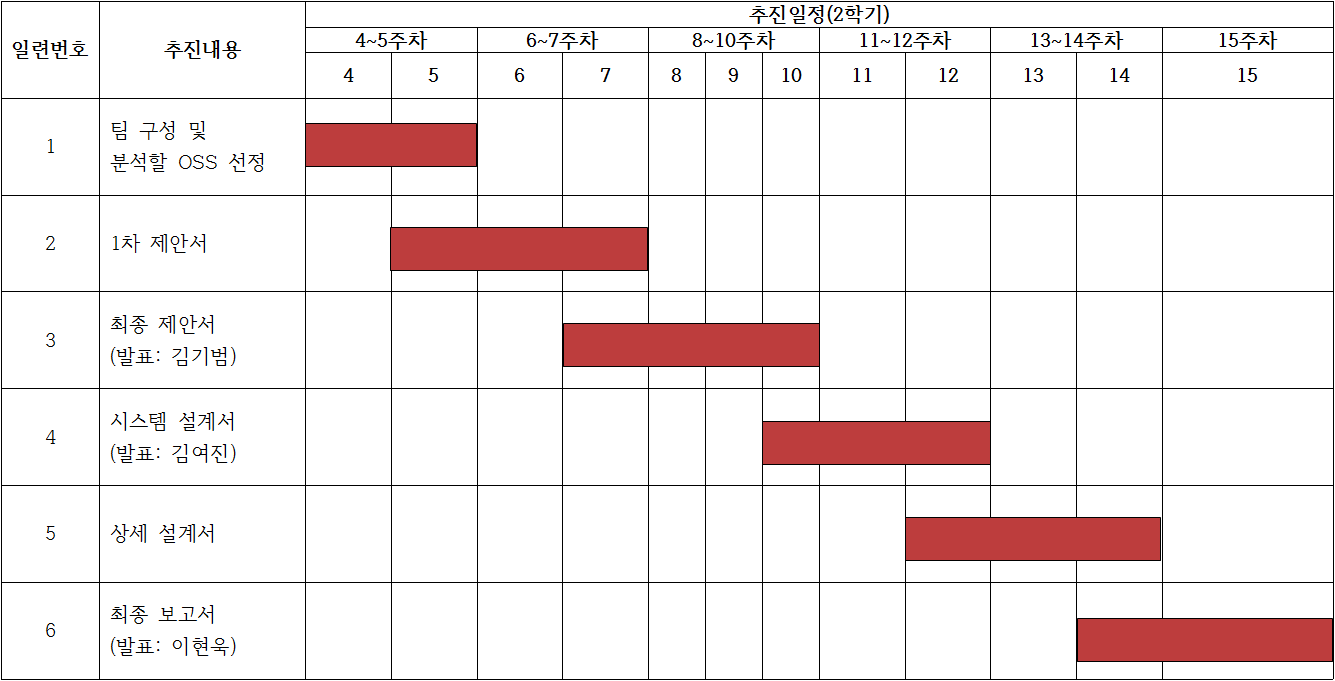 일련번호 추진내용 추진일정(2학기)
4~5주차 6~7주차 8~10주차 11~12주차 13~14주차 15주차
4 5 6 7 8 9 10 11 12 13 14 15
1 팀 구성 및
분석할 OSS 선정
2 1차 제안서
3 최종 제안서
(발표: 김기범)
4 시스템 설계서
(발표: 김여진)
5 상세 설계서
6 최종 보고서
(발표: 이현욱)